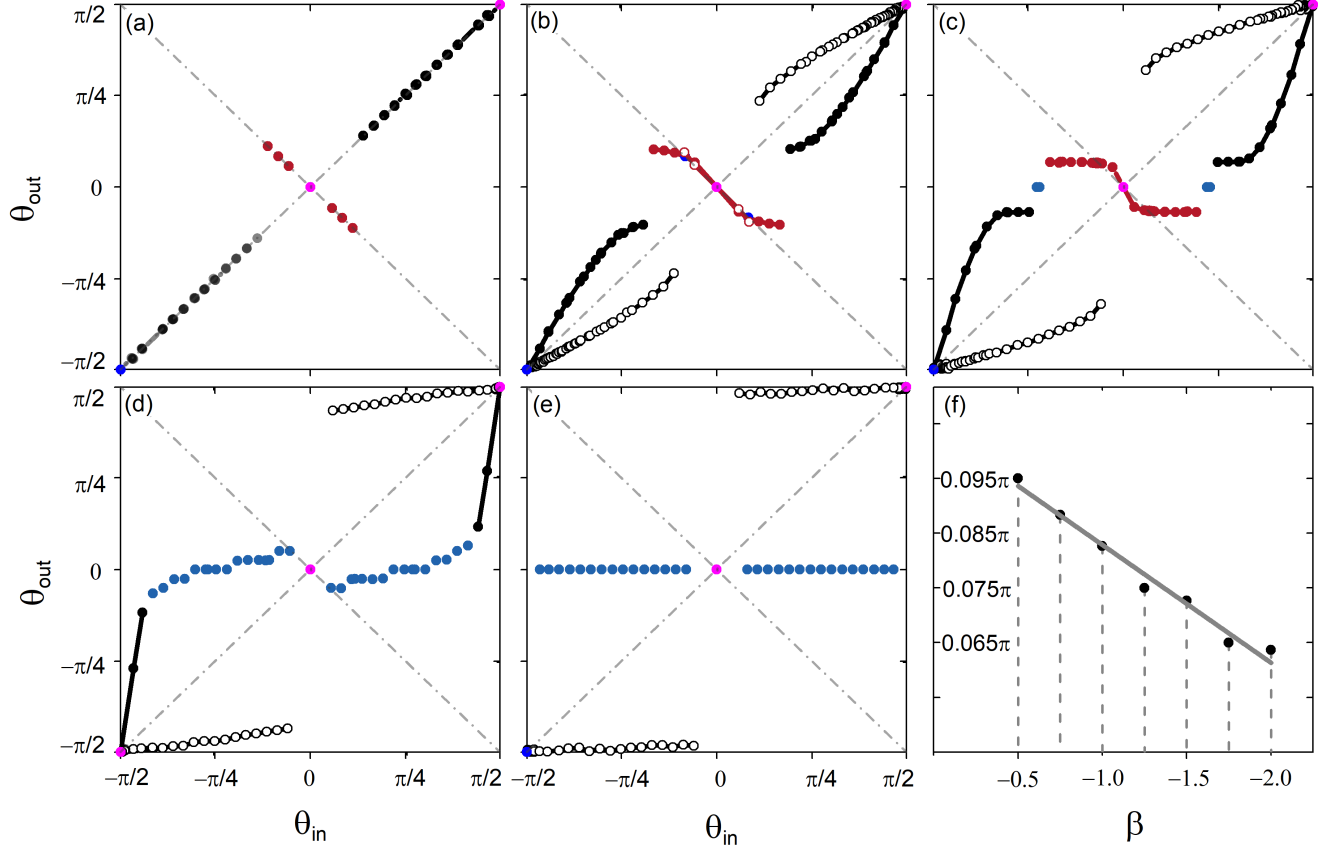 (a)
(b)
(c)
π/2
π/4
0
−π/4
−π/2
θout
(d)
(e)
(f)
π/2
π/4
0
−π/4
−π/2
θout
0.095π
0.085π
0.075π
0.065π
−π/2 −π/4 0 π/4 π/2
−π/2 −π/4 0 π/4 π/2
−0.5 −1.0 −1.5 −2.0
θin
θin
β